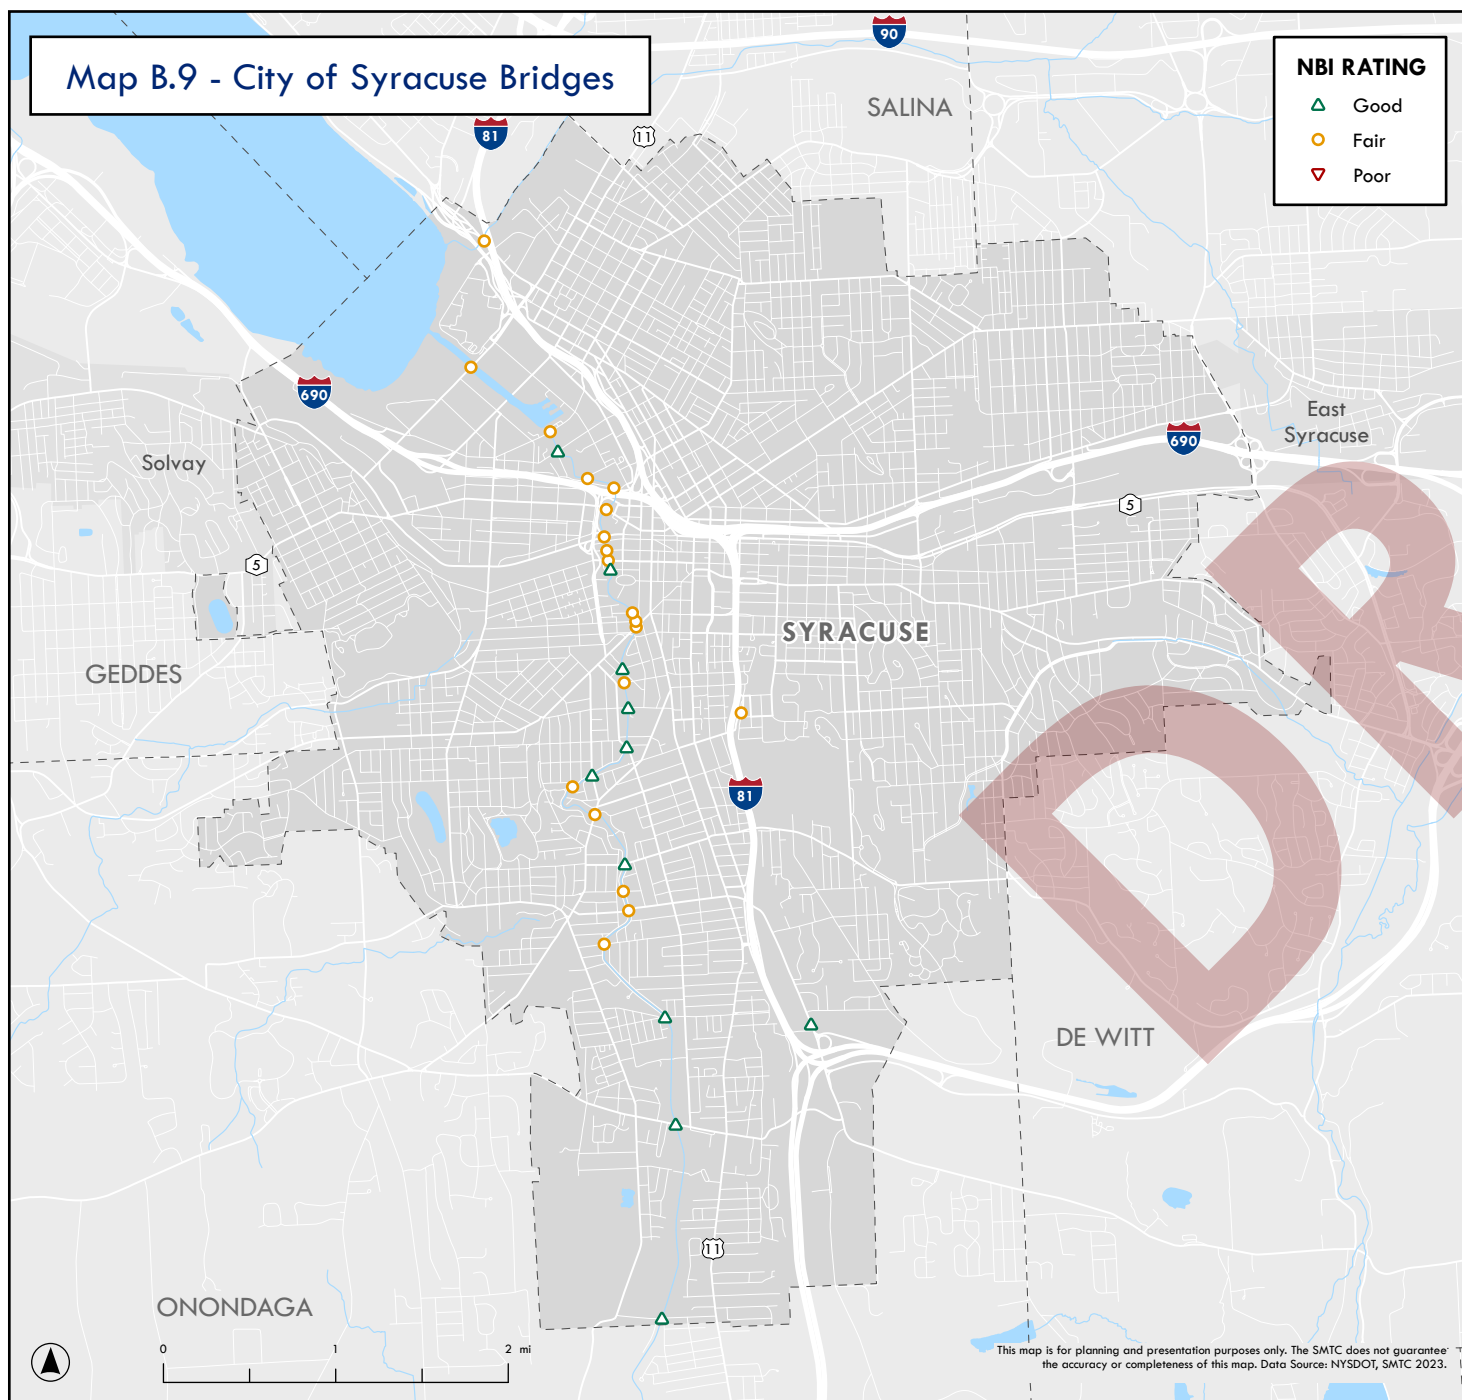 Map B.9 - City of Syracuse Bridges
90
NBI RATING
Good
Fair
Poor
SALINA
81
11
690
East
Syracuse
690
Solvay
5
5
SYRACUSE
GEDDES
81
DE WITT
11
ONONDAGA
0 1 2 mi
This map is for planning and presentation purposes only. The SMTC does not guarantee
the accuracy or completeness of this map. Data Source: NYSDOT, SMTC 2023.
DR